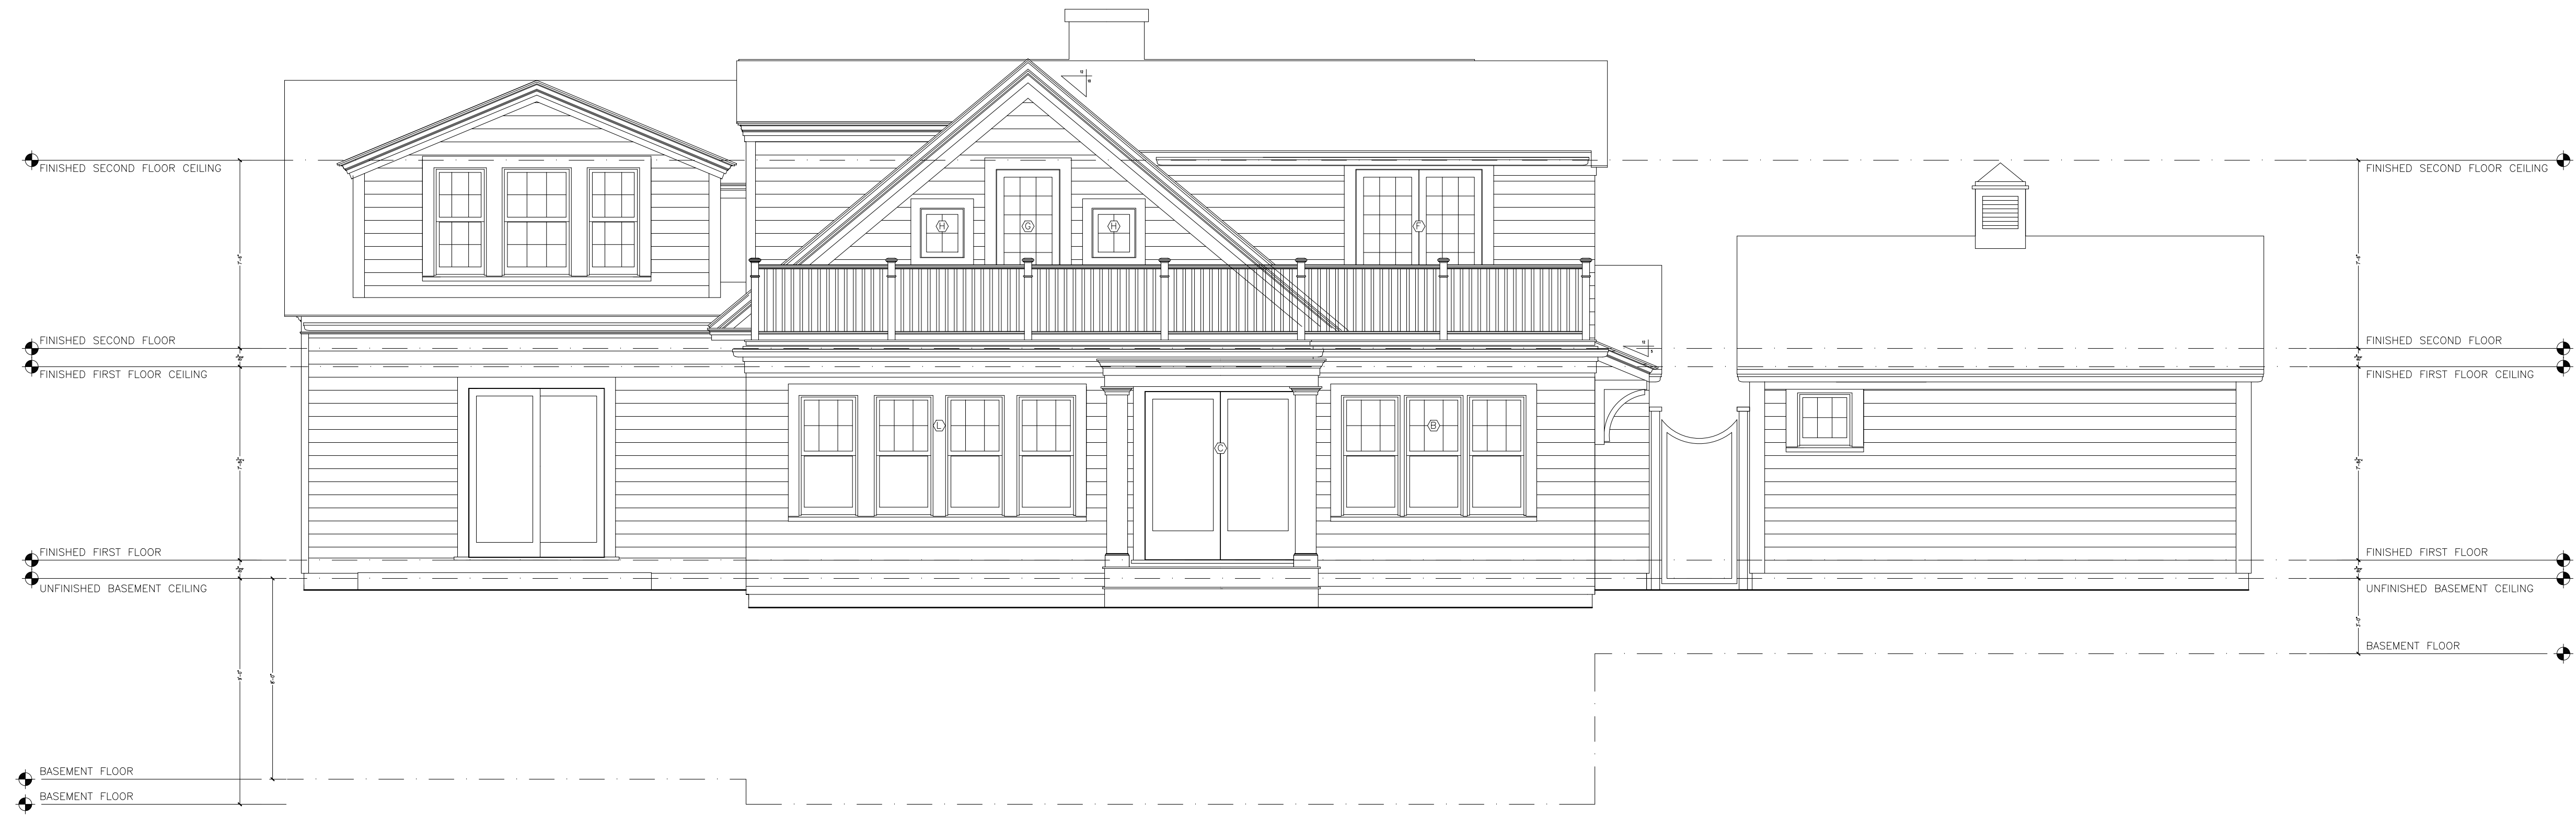 FINISHED SECOND FLOOR CEILING
FINISHED SECOND FLOOR CEILING
H
G
H
F
FINISHED SECOND FLOOR
FINISHED SECOND FLOOR
FINISHED FIRST FLOOR CEILING
FINISHED FIRST FLOOR CEILING
L
B
C
FINISHED FIRST FLOOR
FINISHED FIRST FLOOR
UNFINISHED BASEMENT CEILING
UNFINISHED BASEMENT CEILING
BASEMENT FLOOR
BASEMENT FLOOR
BASEMENT FLOOR